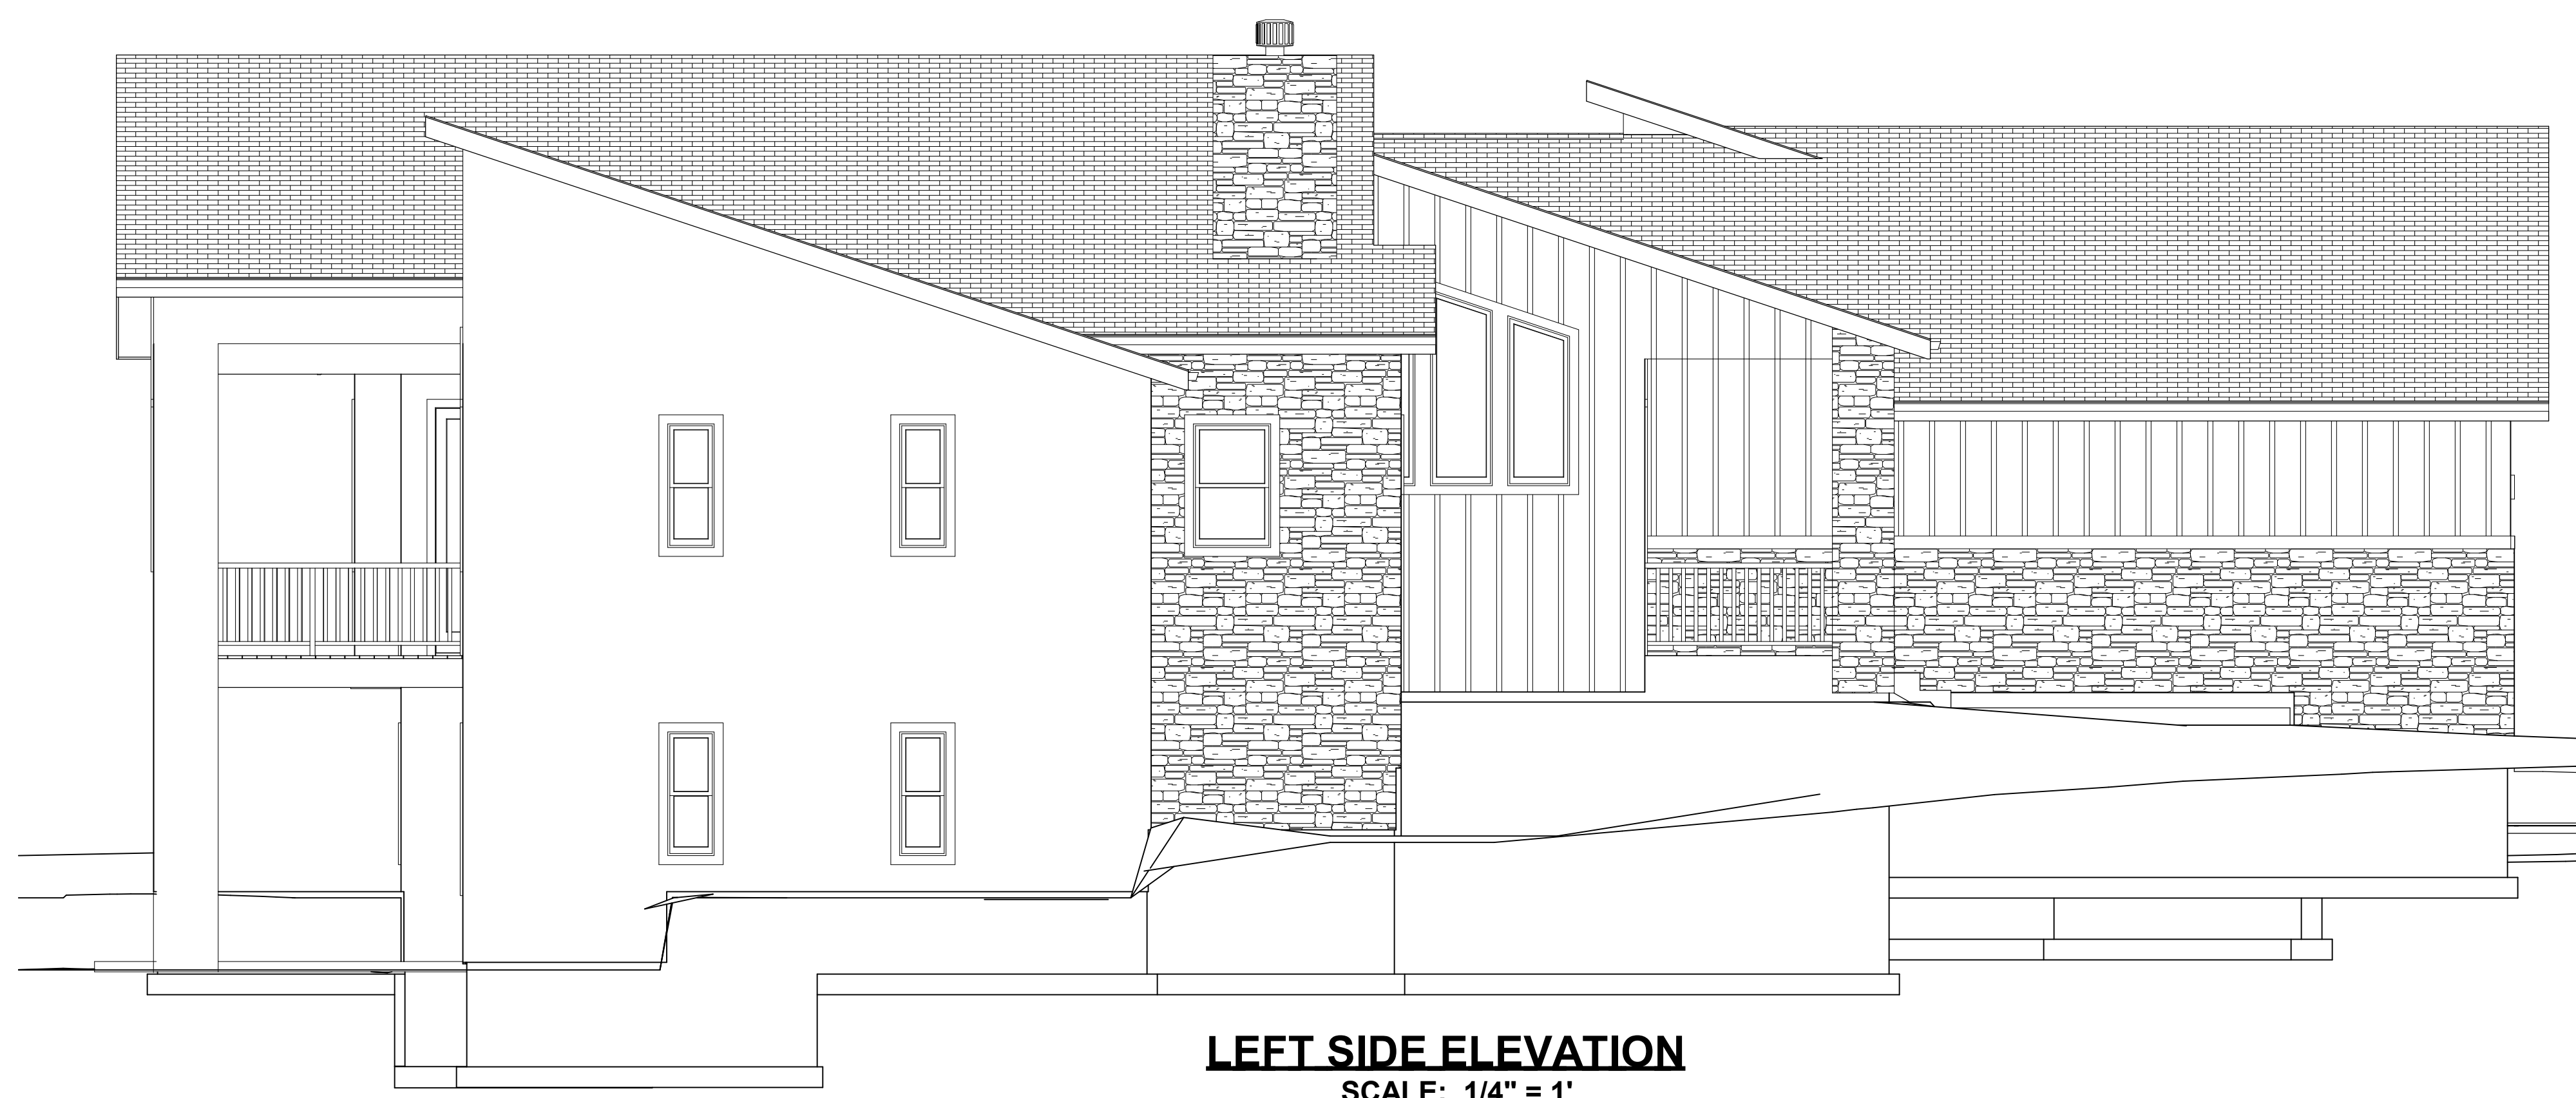 LEFT SIDE ELEVATION
SCALE: 1/4" = 1'